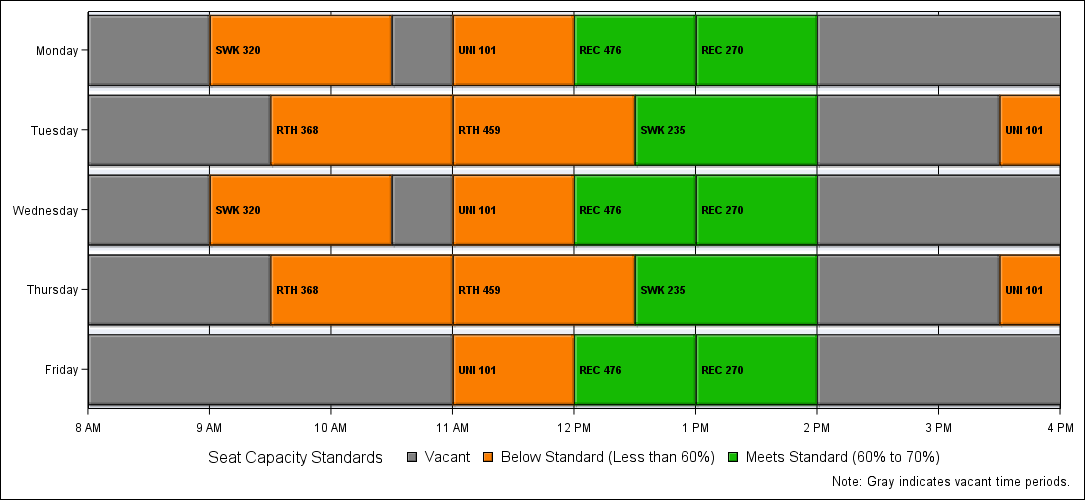 Monday
SWK 320
UNI 101
REC 476
REC 270
Tuesday
RTH 368
RTH 459
SWK 235
UNI 101
Wednesday
SWK 320
UNI 101
REC 476
REC 270
Thursday
RTH 368
RTH 459
SWK 235
UNI 101
Friday
UNI 101
REC 476
REC 270
8 AM 9 AM 10 AM 11 AM 12 PM 1 PM 2 PM 3 PM 4 PM
Seat Capacity Standards Vacant Below Standard (Less than 60%) Meets Standard (60% to 70%)
Note: Gray indicates vacant time periods.